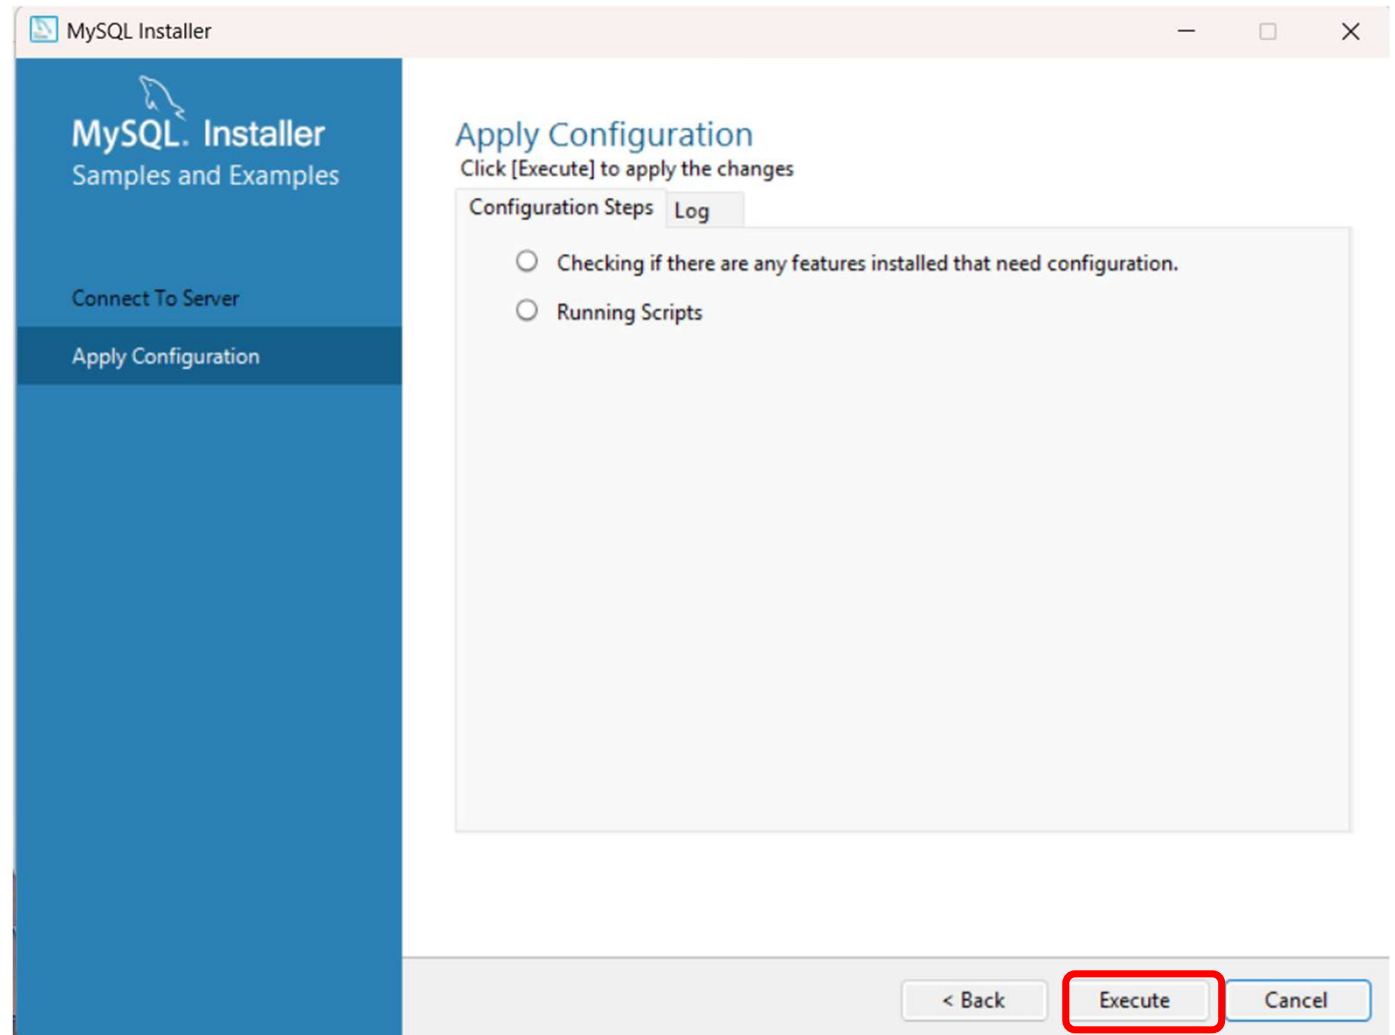 MySQL Installer
MySQL. Installer
Samples and Examples
Connect To Server
Apply Configuration
Apply Configuration
Click [Execute] to apply the changes
Configuration Steps
Log
Checking if there are any features installed that need configuration.
Running Scripts
< Back
Execute
Cancel